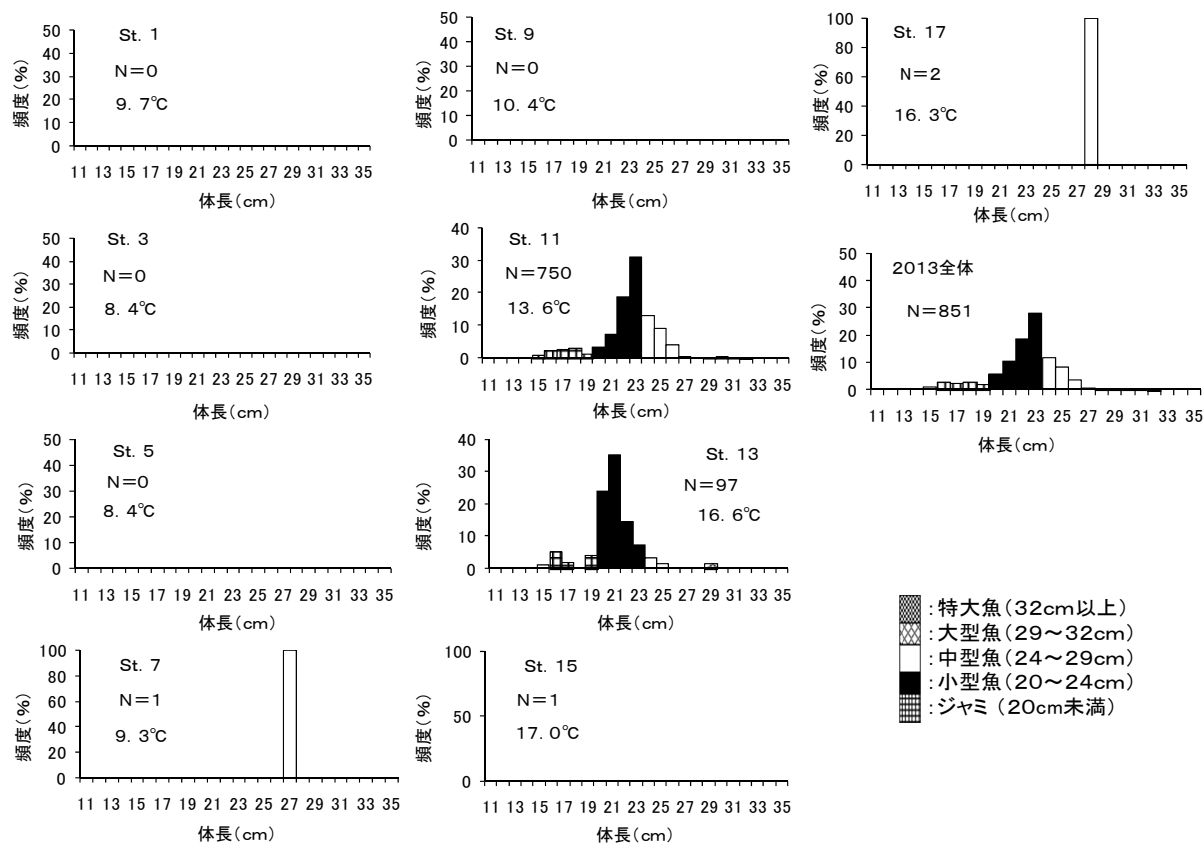 St. 1
N=0
9. 7℃
頻度(%)
50
40
30
20
10
0
11 13 15 17 19 21 23 25 27 29 31 33 35
体長(cm)
St. 9
N=0
10. 4℃
頻度(%)
50
40
30
20
10
0
11 13 15 17 19 21 23 25 27 29 31 33 35
体長(cm)
St. 17
N=2
16. 3℃
頻度(%)
100
80
60
40
20
0
11 13 15 17 19 21 23 25 27 29 31 33 35
体長(cm)
St. 3
N=0
8. 4℃
頻度(%)
50
40
30
20
10
0
11 13 15 17 19 21 23 25 27 29 31 33 35
体長(cm)
St. 11
N=750
13. 6℃
頻度(%)
40
30
20
10
0
11 13 15 17 19 21 23 25 27 29 31 33 35
体長(cm)
2013全体
N=851
頻度(%)
50
40
30
20
10
0
11 13 15 17 19 21 23 25 27 29 31 33 35
体長(cm)
St. 5
N=0
8. 4℃
頻度(%)
50
40
30
20
10
0
11 13 15 17 19 21 23 25 27 29 31 33 35
体長(cm)
St. 13
N=97
16. 6℃
頻度(%)
40
30
20
10
0
11 13 15 17 19 21 23 25 27 29 31 33 35
体長(cm)
St. 7
N=1
9. 3℃
頻度(%)
100
80
60
40
20
0
11 13 15 17 19 21 23 25 27 29 31 33 35
体長(cm)
St. 15
N=1
17. 0℃
頻度(%)
100
50
0
11 13 15 17 19 21 23 25 27 29 31 33 35
体長(cm)
:特大魚(32cm以上)
:大型魚(29～32cm)
:中型魚(24～29cm)
:小型魚(20～24cm)
:ジャミ (20cm未満)